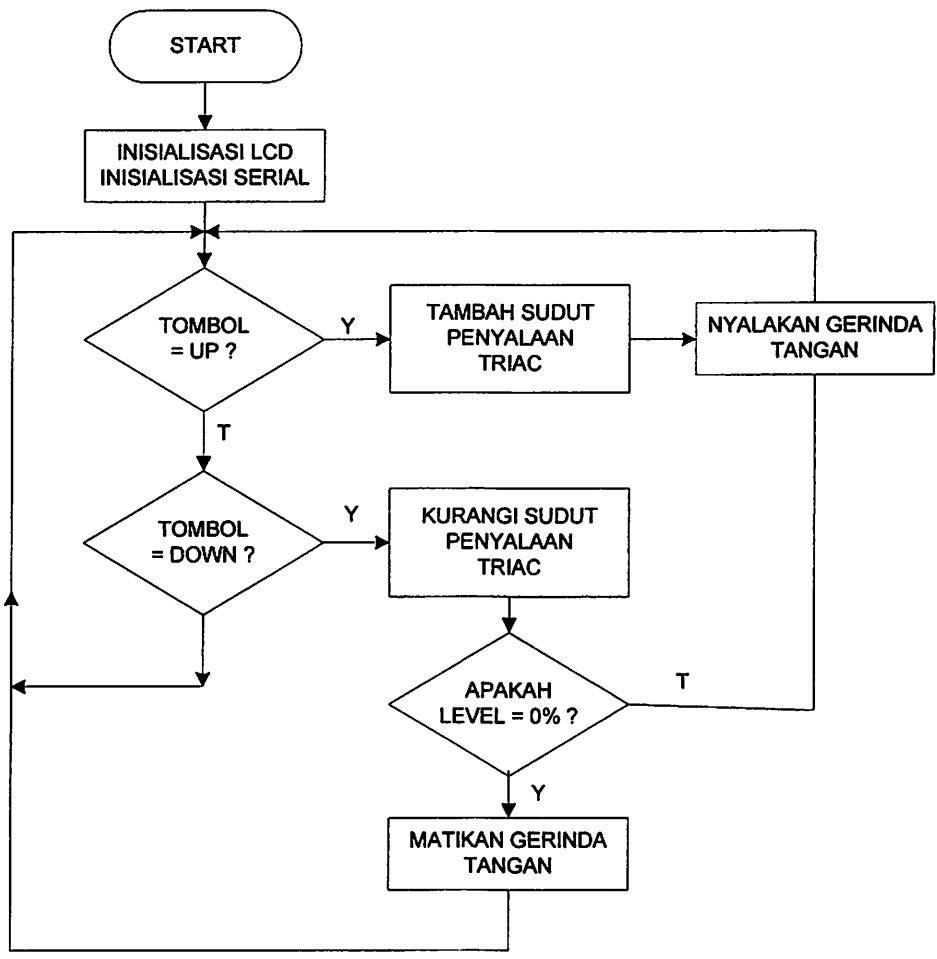 START
INISIALISASI LCD
INISIALISASI SERIAL
TOMBOL
= UP ?
Y
TAMBAH SUDUT
PENYALAAN
TRIAC
NYALAKAN GERINDA
TANGAN
T
TOMBOL
= DOWN ?
Y
KURANGI SUDUT
PENYALAAN
TRIAC
APAKAH
LEVEL = 0% ?
T
Y
MATIKAN GERINDA
TANGAN